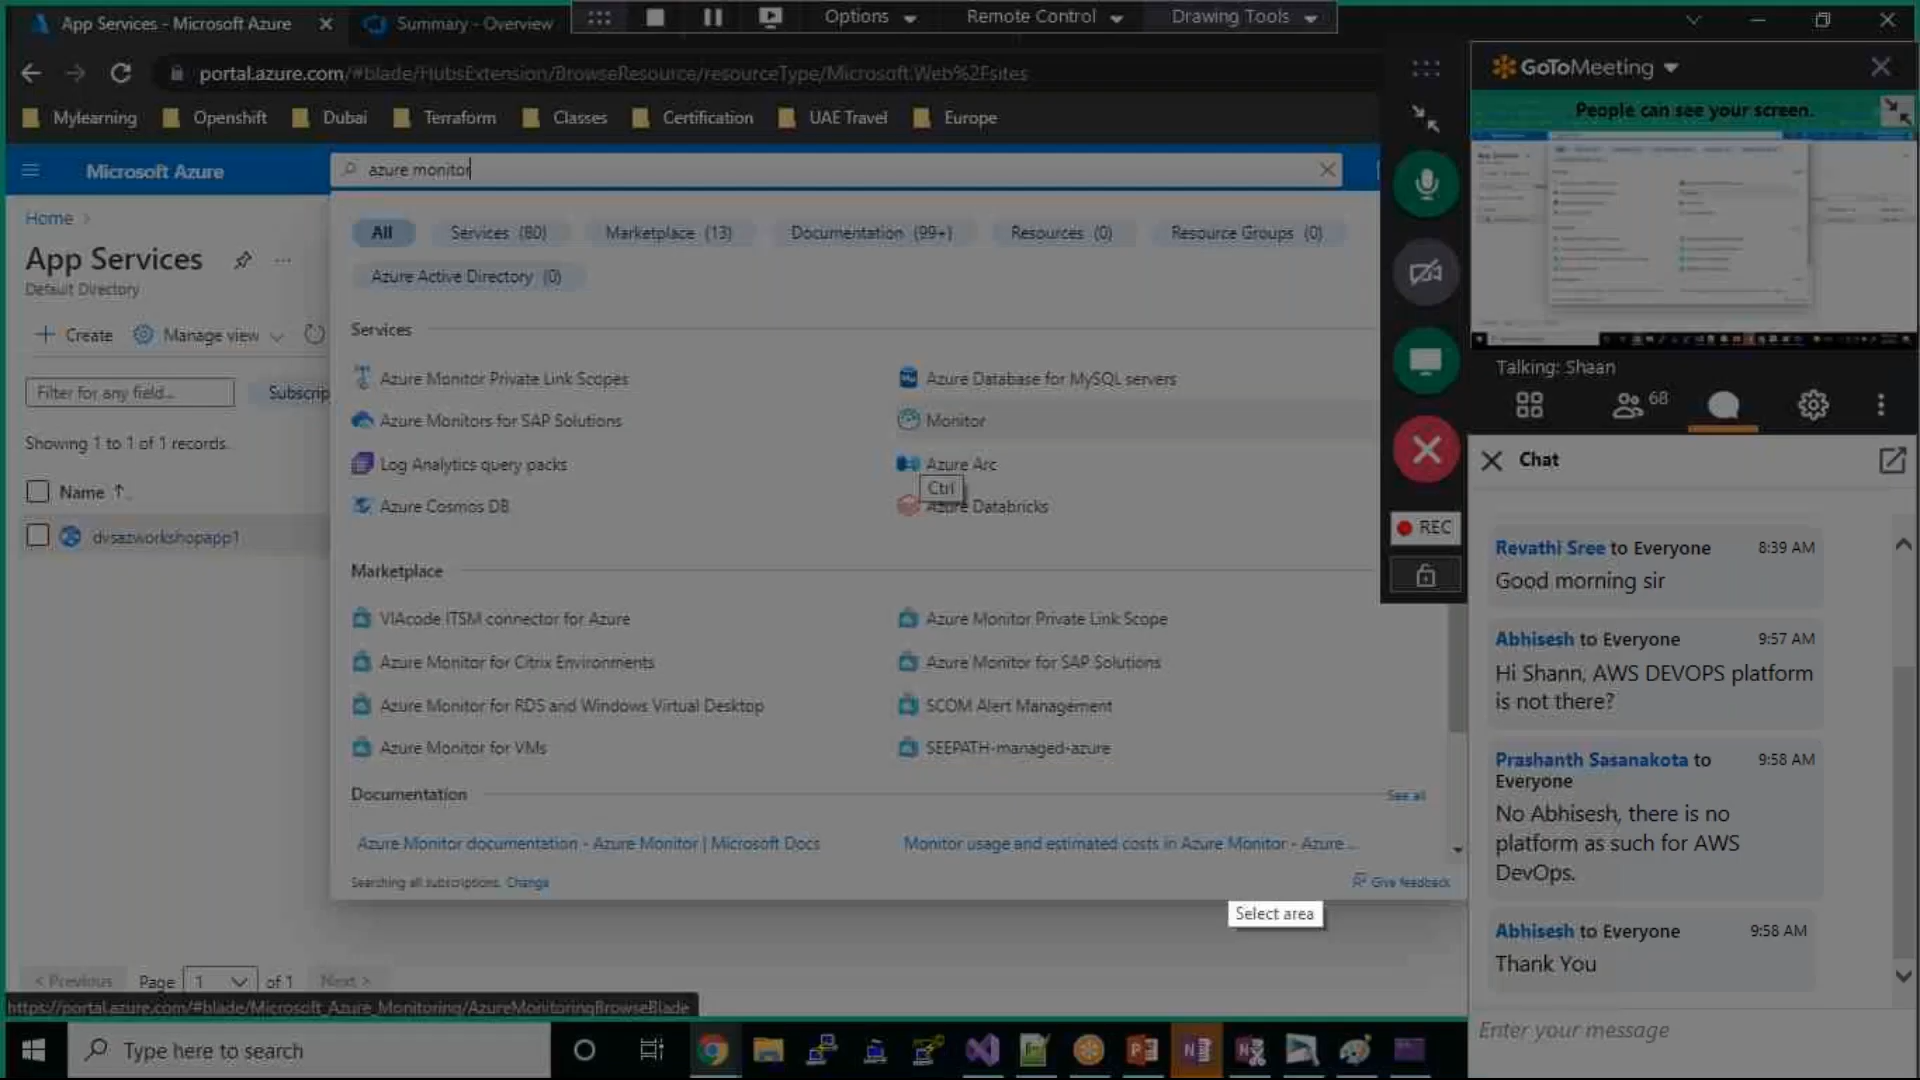 App Services - Microsoft Azure
Summary - Overview
Options
Remote Control
Drawing Tools
portal.azure.com/#blade/HubsExtension/BrowseResource/resourceType/Microsoft.Web%2Fsites
Mylearning
Openshift
Dubai
Terraform
Classes
Certification
UAE Travel
Europe
Microsoft Azure
azure monitor
Home
App Services
Default Directory
Create
Manage view
Filter for any field...
Subscrip
Showing 1 to 1 of 1 records.
Name ↑
dvsazworkshopapp1
All
Services (80)
Marketplace (13)
Documentation (99+)
Resources (0)
Resource Groups (0)
Azure Active Directory (0)
Services
Azure Monitor Private Link Scopes
Azure Database for MySQL servers
Azure Monitors for SAP Solutions
Monitor
Log Analytics query packs
Azure Arc
Ctrl
Azure Cosmos DB
Azure Databricks
Marketplace
VIAcode ITSM connector for Azure
Azure Monitor Private Link Scope
Azure Monitor for Citrix Environments
Azure Monitor for SAP Solutions
Azure Monitor for RDS and Windows Virtual Desktop
SCOM Alert Management
Azure Monitor for VMs
SEEPATH-managed-azure
Documentation
See all
Azure Monitor documentation - Azure Monitor | Microsoft Docs
Monitor usage and estimated costs in Azure Monitor - Azure ...
Searching all subscriptions. Change
Give feedback
Select area
< Previous
Page
1
of 1
Next >
https://portal.azure.com/#blade/Microsoft_Azure_Monitoring/AzureMonitoringBrowseBlade
Type here to search
REC
GoToMeeting
People can see your screen.
Talking: Shaan
68
Chat
Revathi Sree to Everyone
8:39 AM
Good morning sir
Abhisesh to Everyone
9:57 AM
Hi Shann, AWS DEVOPS platform
is not there?
Prashanth Sasanakota to
9:58 AM
Everyone
No Abhisesh, there is no
platform as such for AWS
DevOps.
Abhisesh to Everyone
9:58 AM
Thank You
Enter your message